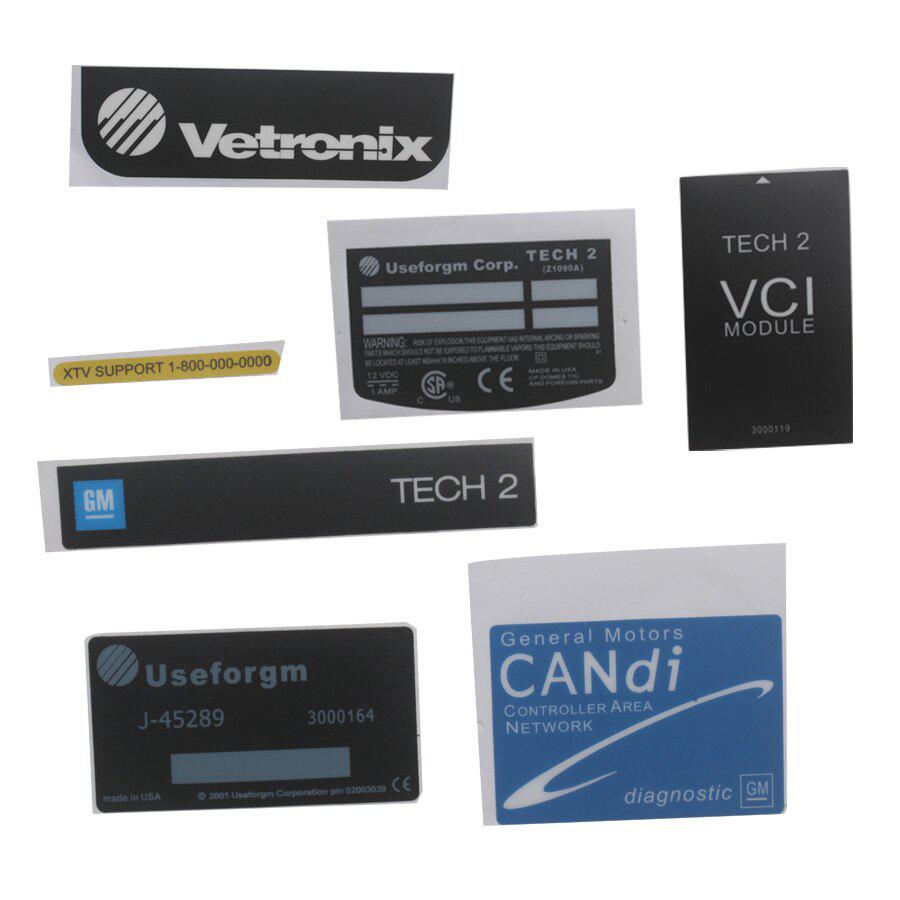 Vetronix
Useforgm Corp. TECH 2
(Z1090A)
WARNING: RISK OF EXPLOSION.THIS EQUIPMENT HAS INTERNAL ARCING OR SPARKING
PARTS WHICH SHOULD NOT BE EXPOSED TO FLAMMABLE VAPORS THIS EQUIPMENT SHOULD
BE LOCATED AT LEAST 460mm(18 INCHES) ABOVE THE FLOOR
12 VDC
1 AMP
C SA US
CE
MADE IN USA
OF DOMESTIC
AND FOREIGN PARTS
TECH 2
VCI
MODULE
3000119
XTV SUPPORT 1-800-000-0000
GM TECH 2
Useforgm
J-45289 3000164
made in USA © 2001 Useforgm Corporation p/n 02003039 CE
General Motors
CANdi
CONTROLLER AREA
NETWORK
diagnostic GM